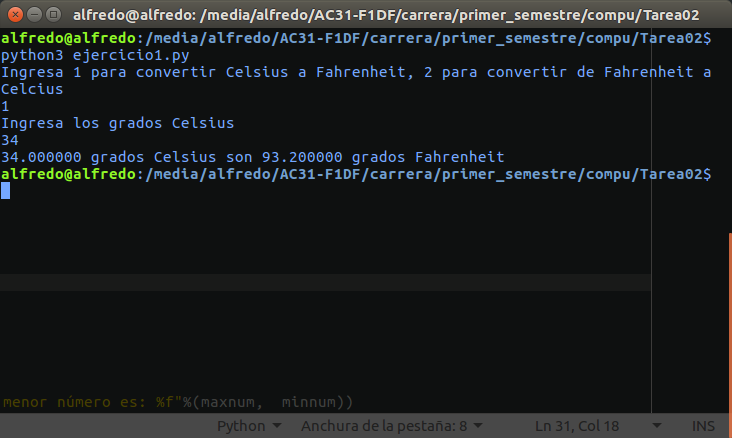 alfredo@alfredo: /media/alfredo/AC31-F1DF/carrera/primer_semestre/compu/Tarea02
alfredo@alfredo:/media/alfredo/AC31-F1DF/carrera/primer_semestre/compu/Tarea02$
python3 ejercicio1.py
Ingresa 1 para convertir Celsius a Fahrenheit, 2 para convertir de Fahrenheit a
Celcius
1
Ingresa los grados Celsius
34
34.000000 grados Celsius son 93.200000 grados Fahrenheit
alfredo@alfredo:/media/alfredo/AC31-F1DF/carrera/primer_semestre/compu/Tarea02$
menor número es: %f"%(maxnum,  minnum))
Python Anchura de la pestaña: 8 Ln 31, Col 18 INS